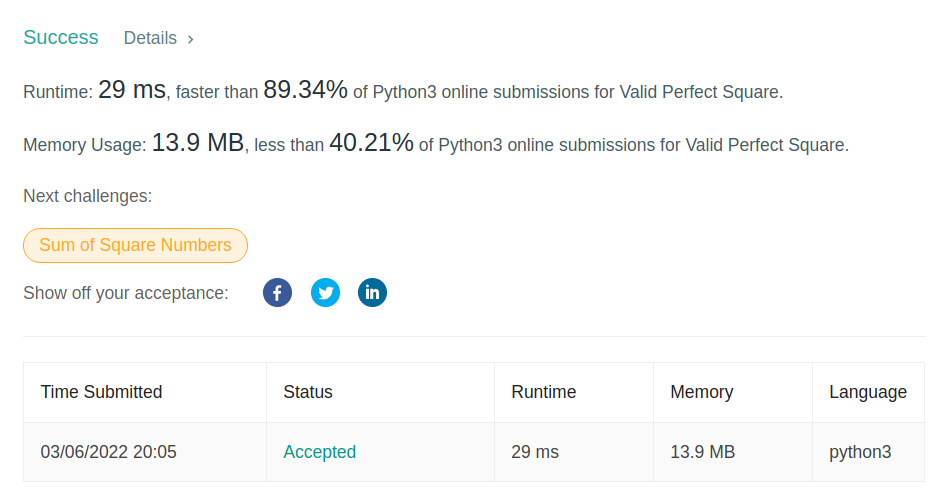 Success Details >
Runtime: 29 ms, faster than 89.34% of Python3 online submissions for Valid Perfect Square.
Memory Usage: 13.9 MB, less than 40.21% of Python3 online submissions for Valid Perfect Square.
Next challenges:
Sum of Square Numbers
Show off your acceptance: f in
Time Submitted Status Runtime Memory Language
03/06/2022 20:05 Accepted 29 ms 13.9 MB python3